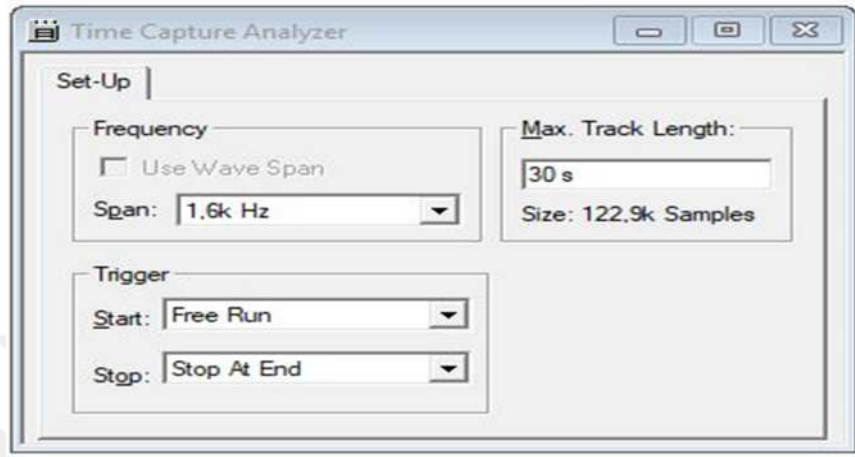 Time Capture Analyzer
Set-Up
Frequency
Use Wave Span
Span: 1,6k Hz
Max. Track Length:
30 s
Size: 122,9k Samples
Trigger
Start: Free Run
Stop: Stop At End